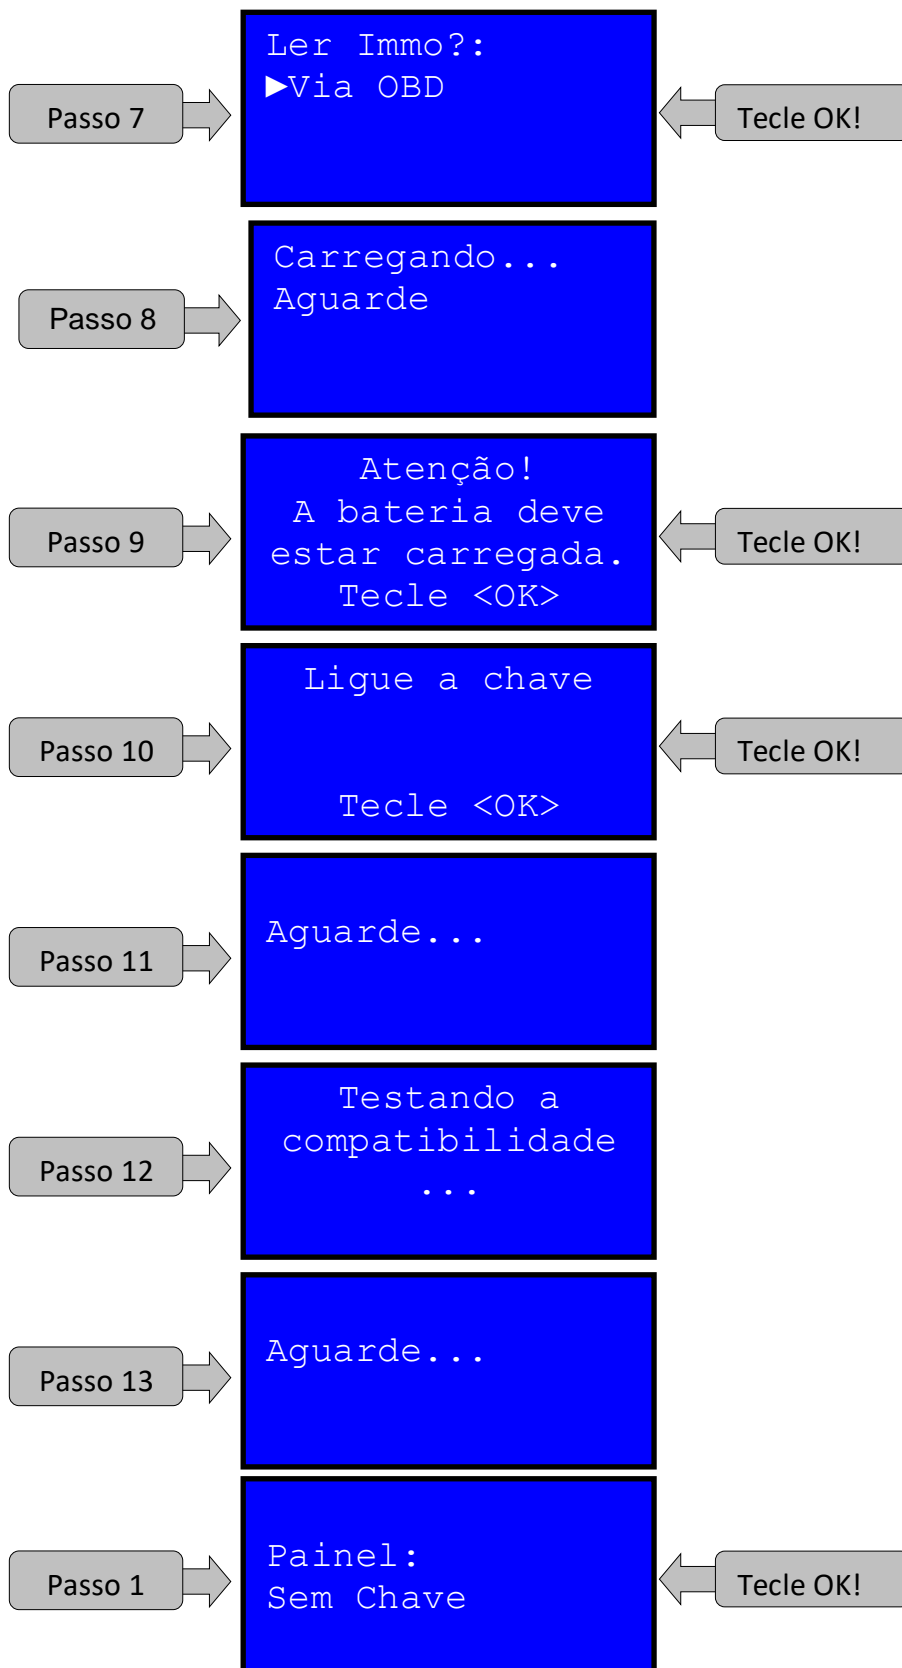 Ler Immo?:
►Via OBD
Passo 7
Tecle OK!
Carregando...
Aguarde
Passo 8
Atenção!
A bateria deve
estar carregada.
Tecle <OK>
Passo 9
Tecle OK!
Ligue a chave
Tecle <OK>
Passo 10
Tecle OK!
Aguarde...
Passo 11
Testando a
compatibilidade
...
Passo 12
Aguarde...
Passo 13
Painel:
Sem Chave
Passo 1
Tecle OK!